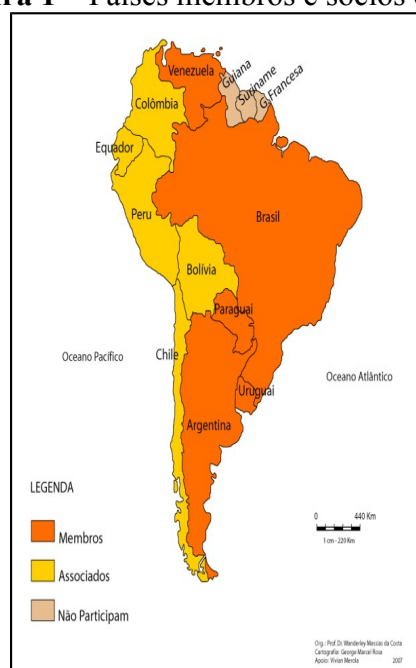 Países membros e sócios
Venezuela
Guiana
Suriname
G. Francesa
Colômbia
Equador
Peru
Brasil
Bolívia
Paraguai
Chile
Oceano Pacífico
Oceano Atlântico
Uruguai
Argentina
LEGENDA
Membros
Associados
Não Participam
0 440 Km
1 cm - 220 Km
Org.: Prof. Dr. Wanderley Messias da Costa
Cartografia: George Marcel Rosa
Apoio: Vivian Merola 2007